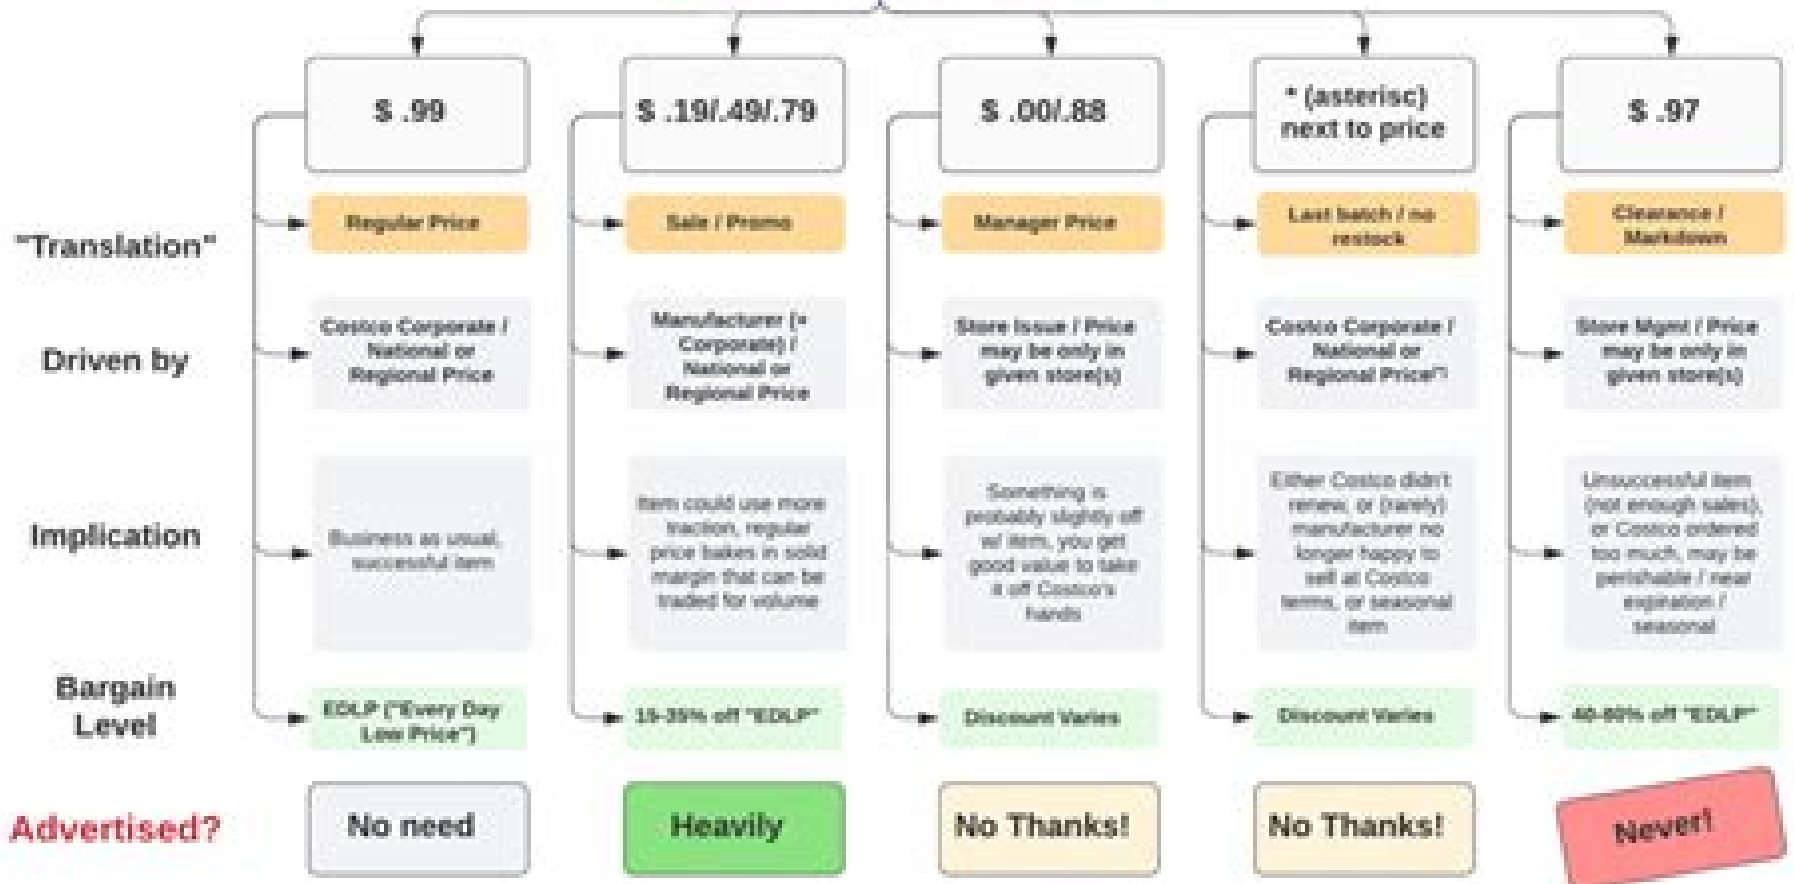 $ .99
$ .19/.49/.79
$ .00/.88
* (asterisc)
next to price
$ .97
"Translation"
Regular Price
Sale / Promo
Manager Price
Last batch / no
restock
Clearance /
Markdown
Driven by
Costco Corporate /
National or
Regional Price
Manufacturer (+
Corporate) /
National or
Regional Price
Store Issue / Price
may be only in
given store(s)
Costco Corporate /
National or
Regional Price
Store Mgmt / Price
may be only in
given store(s)
Implication
Business as usual,
successful item
Item could use more
traction, regular
price bakes in solid
margin that can be
traded for volume
Something is
probably slightly off
w/ item, you get
good value to take
it off Costco's
hands
Either Costco didn't
renew, or (rarely)
manufacturer no
longer happy to
sell at Costco
terms, or seasonal
item
Unsuccessful item
(not enough sales),
or Costco ordered
too much, may be
perishable / near
expiration /
seasonal
Bargain
Level
EDLP ("Every Day
Low Price")
off "EDLP"
Discount Varies
Discount Varies
off "EDLP"
Advertised?
No need
Heavily
No Thanks!
No Thanks!
Never!